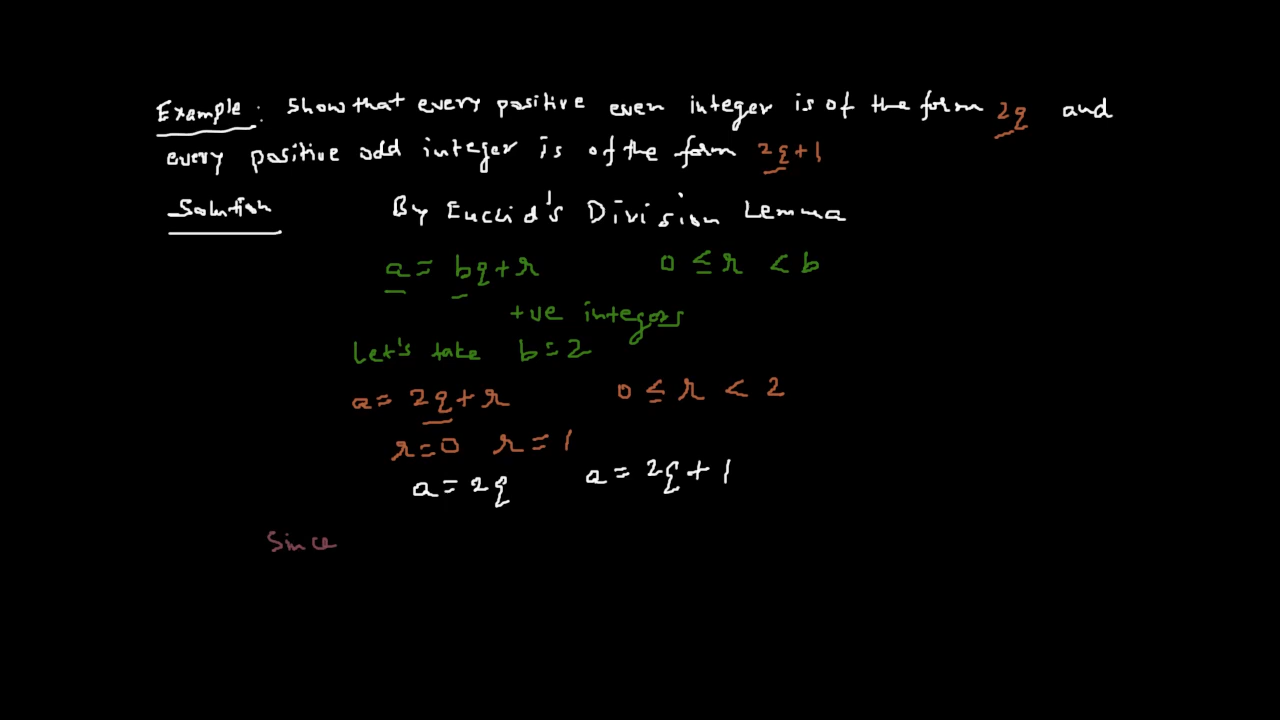 Example: Show that every positive even integer is of the form 2q and
every positive odd integer is of the form 2q+1
Solution By Euclid's Division Lemma
a = bq+r 0 ≤ r < b
+ve integers
Let's take b=2
a = 2q+r 0 ≤ r < 2
r=0 r=1
a=2q a=2q+1
Since